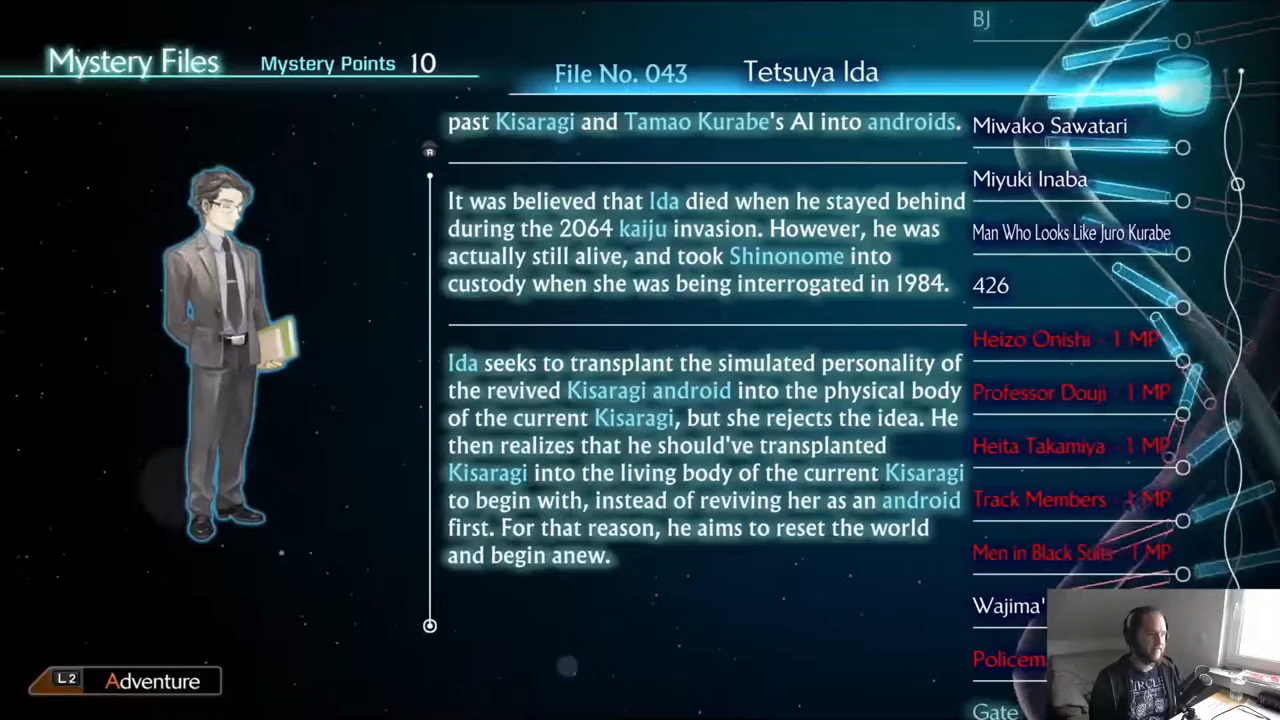 BJ
Mystery Files Mystery Points 10
File No. 043 Tetsuya Ida
past Kisaragi and Tamao Kurabe's AI into androids.
R
It was believed that Ida died when he stayed behind
during the 2064 kaiju invasion. However, he was
actually still alive, and took Shinonome into
custody when she was being interrogated in 1984.
Ida seeks to transplant the simulated personality of
the revived Kisaragi android into the physical body
of the current Kisaragi, but she rejects the idea. He
then realizes that he should've transplanted
Kisaragi into the living body of the current Kisaragi
to begin with, instead of reviving her as an android
first. For that reason, he aims to reset the world
and begin anew.
Miwako Sawatari
Miyuki Inaba
Man Who Looks Like Juro Kurabe
426
Heizo Onishi - 1 MP
Professor Douji - 1 MP
Heita Takamiya - 1 MP
Track Members - 1 MP
Men in Black Suits - 1 MP
Wajima'
Policem
Gate
L2 Adventure